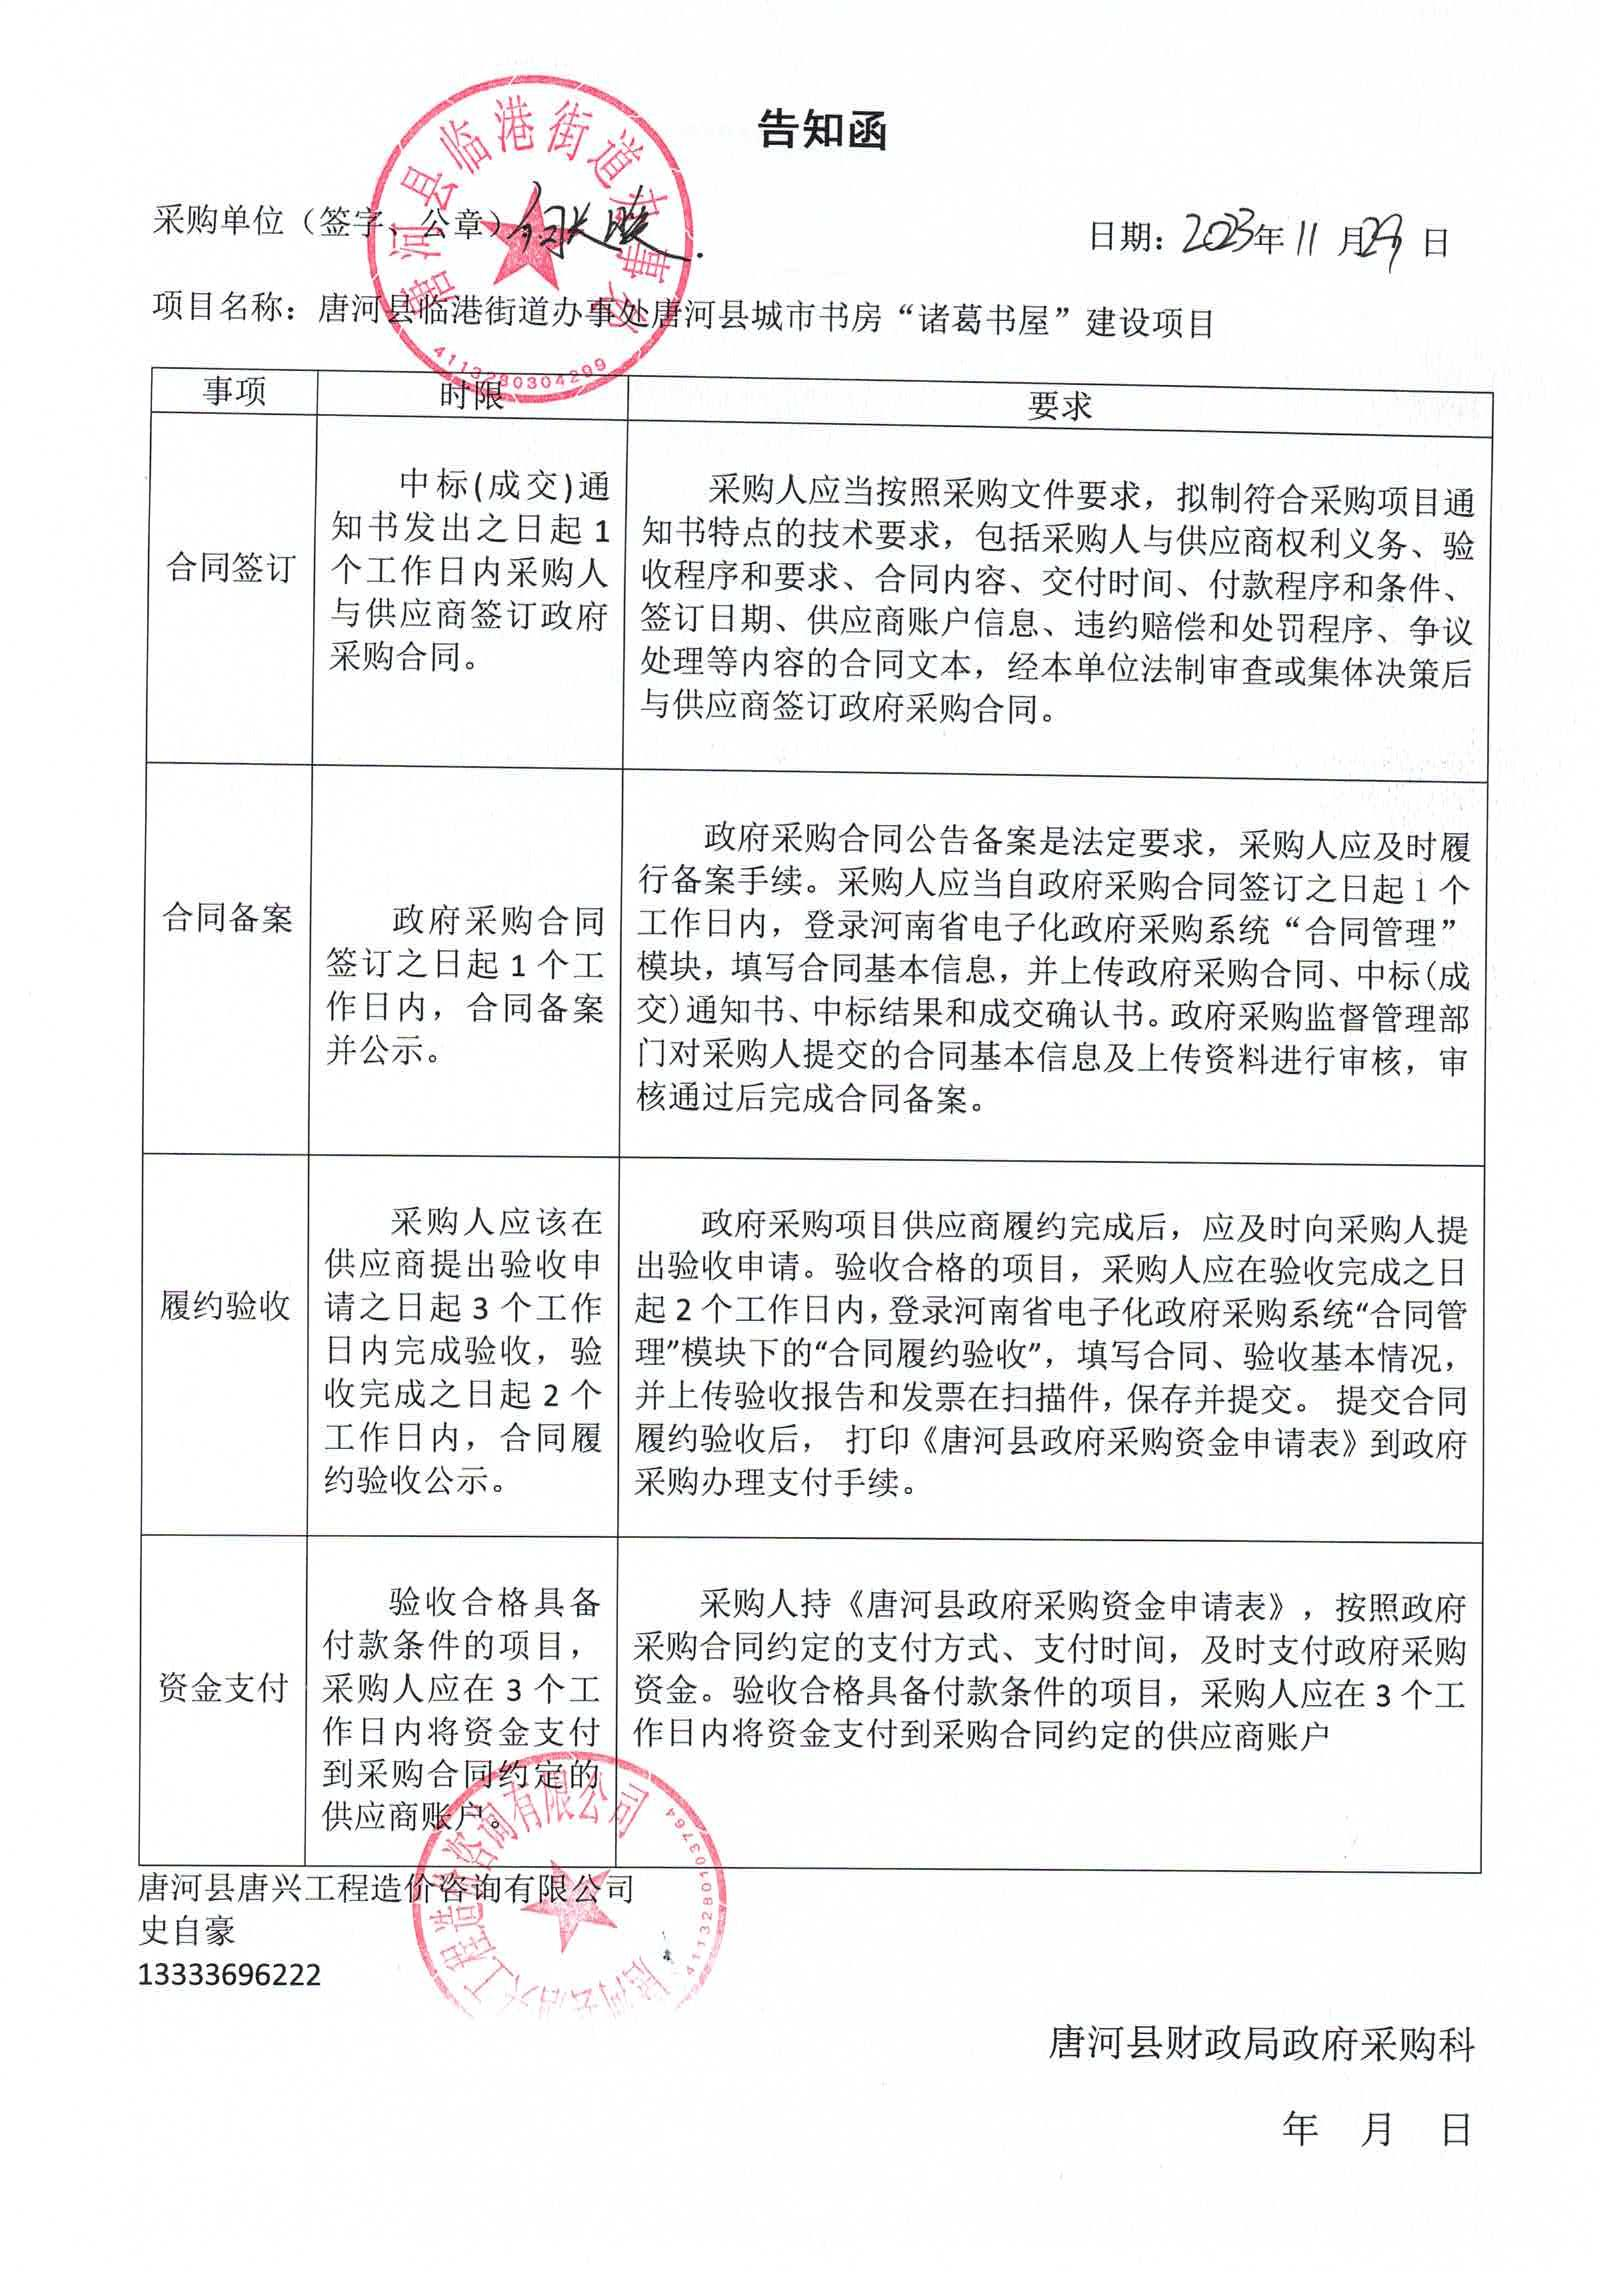 告知函
唐河县临港街道办事处
4113280304299
采购单位（签字、公章）
日期：2023年11月29日
项目名称：唐河县临港街道办事处唐河县城市书房“诸葛书屋”建设项目
事项
时限
要求
合同签订
中标(成交)通
知书发出之日起1
个工作日内采购人
与供应商签订政府
采购合同。
采购人应当按照采购文件要求，拟制符合采购项目通
知书特点的技术要求，包括采购人与供应商权利义务、验
收程序和要求、合同内容、交付时间、付款程序和条件、
签订日期、供应商账户信息、违约赔偿和处罚程序、争议
处理等内容的合同文本，经本单位法制审查或集体决策后
与供应商签订政府采购合同。
合同备案
政府采购合同
签订之日起1个工
作日内，合同备案
并公示。
政府采购合同公告备案是法定要求，采购人应及时履
行备案手续。采购人应当自政府采购合同签订之日起1个
工作日内，登录河南省电子化政府采购系统“合同管理”
模块，填写合同基本信息，并上传政府采购合同、中标(成
交)通知书、中标结果和成交确认书。政府采购监督管理部
门对采购人提交的合同基本信息及上传资料进行审核，审
核通过后完成合同备案。
履约验收
采购人应该在
供应商提出验收申
请之日起3个工作
日内完成验收，验
收完成之日起2个
工作日内，合同履
约验收公示。
政府采购项目供应商履约完成后，应及时向采购人提
出验收申请。验收合格的项目，采购人应在验收完成之日
起2个工作日内，登录河南省电子化政府采购系统“合同管
理”模块下的“合同履约验收”，填写合同、验收基本情况，
并上传验收报告和发票在扫描件，保存并提交。 提交合同
履约验收后， 打印《唐河县政府采购资金申请表》到政府
采购办理支付手续。
资金支付
验收合格具备
付款条件的项目，
采购人应在3个工
作日内将资金支付
到采购合同约定的
供应商账户。
采购人持《唐河县政府采购资金申请表》，按照政府
采购合同约定的支付方式、支付时间，及时支付政府采购
资金。验收合格具备付款条件的项目，采购人应在3个工
作日内将资金支付到采购合同约定的供应商账户
唐河县唐兴工程造价咨询有限公司
4113280103764
唐河县唐兴工程造价咨询有限公司
史自豪
13333696222
唐河县财政局政府采购科
年 月 日